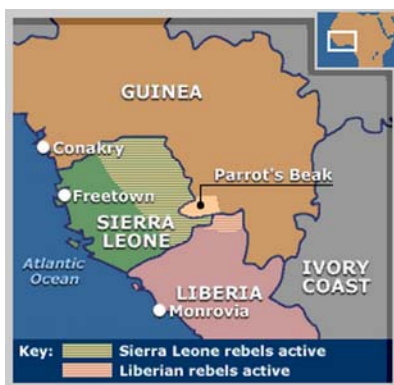 GUINEA
Conakry
Parrot's Beak
Freetown
SIERRA
LEONE
Atlantic
Ocean
IVORY
COAST
LIBERIA
Monrovia
Key: Sierra Leone rebels active
Liberian rebels active